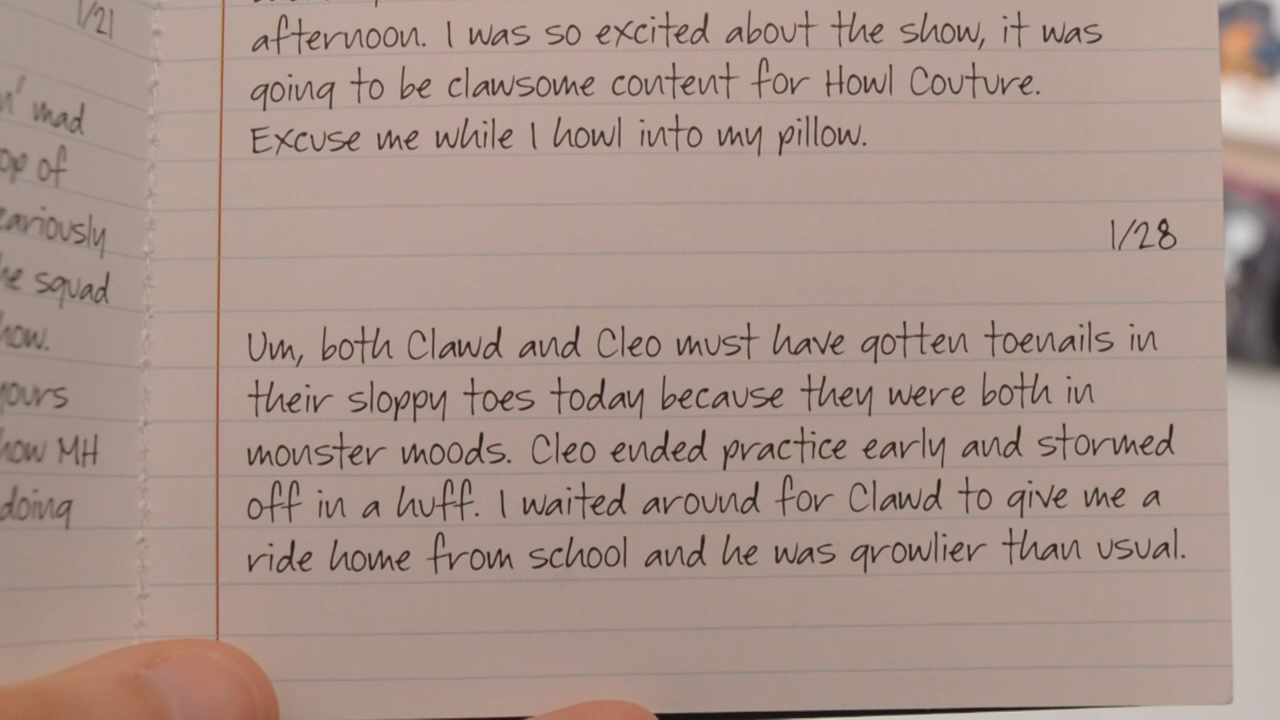 1/21
mad
of
squad
MH
doing
afternoon. I was so excited about the show, it was
going to be clawsome content for Howl Couture.
Excuse me while I howl into my pillow.
1/28
Um, both Clawd and Cleo must have gotten toenails in
their sloppy toes today because they were both in
monster moods. Cleo ended practice early and stormed
off in a huff. I waited around for Clawd to give me a
ride home from school and he was growlier than usual.